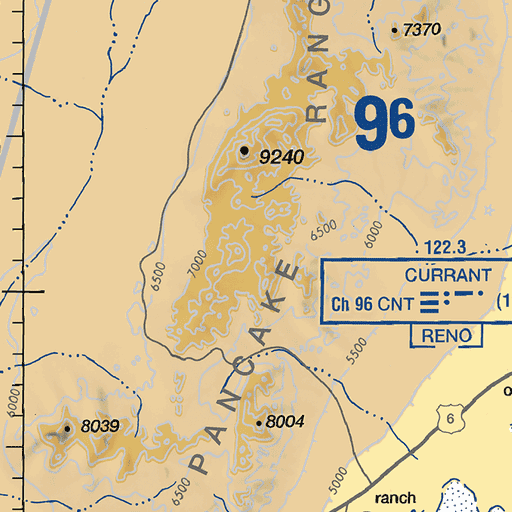 7370
96
9240
PANCAKE RANG
6500
6000
7000
6500
122.3
CURRANT
Ch 96 CNT
(1
RENO
5500
6000
8039
8004
6
o
6500
5000
ranch